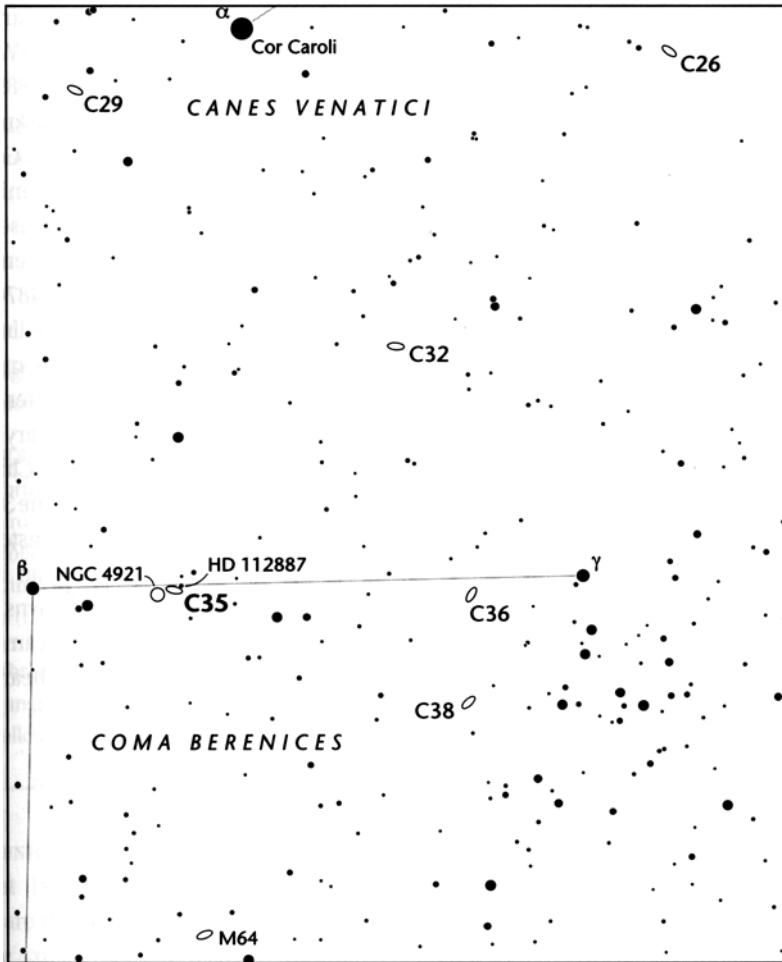 α
Cor Caroli
C26
C29
CANES VENATICI
C32
β
NGC 4921
HD 112887
γ
C35
C36
C38
COMA BERENICES
M64